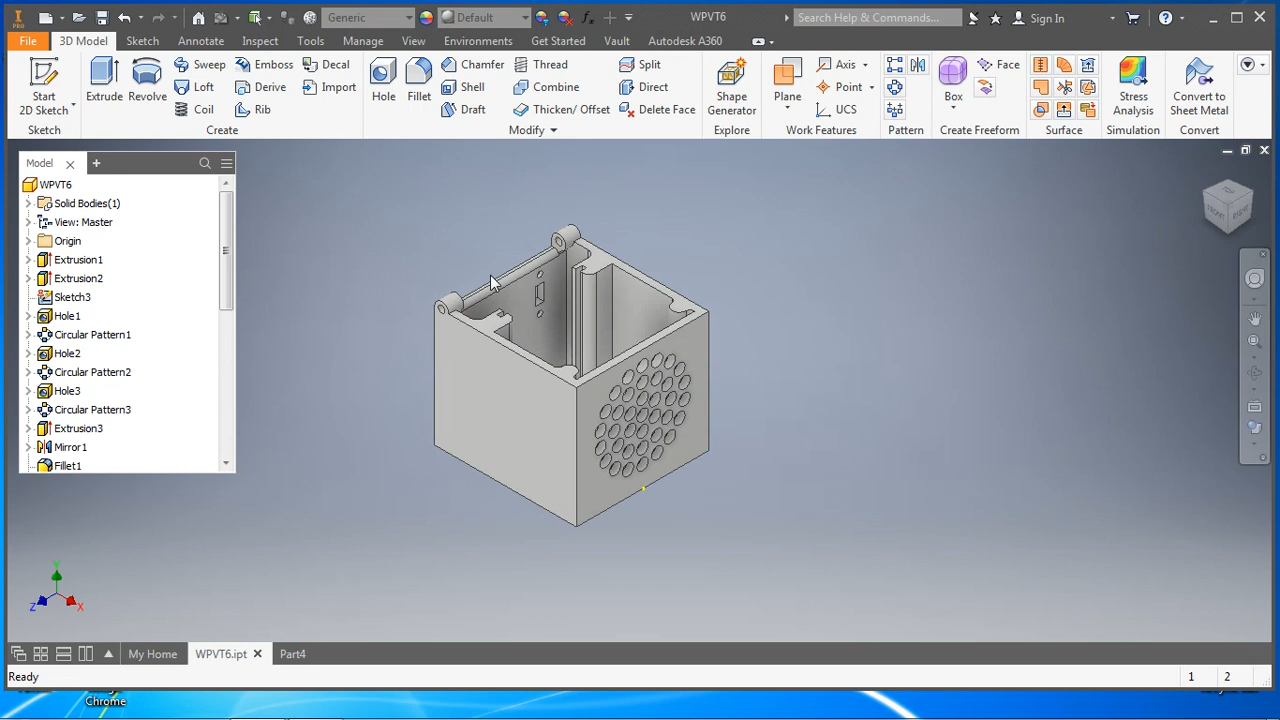 PRO
Generic
Default
fx
WPVT6
Search Help & Commands...
Sign In
?
File
3D Model
Sketch
Annotate
Inspect
Tools
Manage
View
Environments
Get Started
Vault
Autodesk A360
Start
2D Sketch
Sketch
Extrude
Revolve
Sweep
Loft
Coil
Emboss
Derive
Rib
Decal
Import
Create
Hole
Fillet
Chamfer
Shell
Draft
Thread
Combine
Thicken/ Offset
Split
Direct
Delete Face
Modify
Shape
Generator
Explore
Plane
Axis
Point
UCS
Work Features
Pattern
Box
Face
Create Freeform
Surface
Stress
Analysis
Simulation
Convert to
Sheet Metal
Convert
Model
WPVT6
Solid Bodies(1)
View: Master
Origin
Extrusion1
Extrusion2
Sketch3
Hole1
Circular Pattern1
Hole2
Circular Pattern2
Hole3
Circular Pattern3
Extrusion3
Mirror1
Fillet1
FRONT
RIGHT
Y
Z
X
My Home
WPVT6.ipt
Part4
Ready
1
2
Chrome